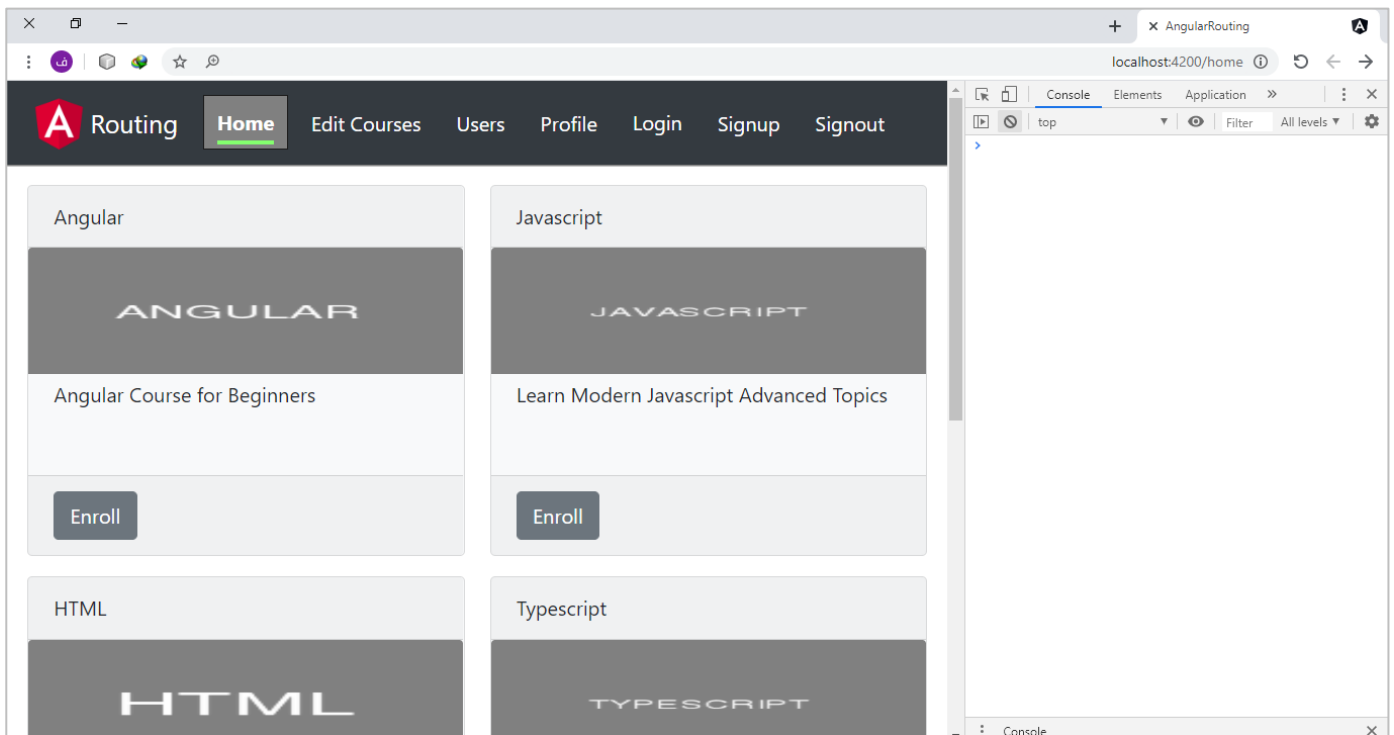 AngularRouting
ف
localhost:4200/home
Routing Home Edit Courses Users Profile Login Signup Signout
Console Elements Application
top Filter All levels
Angular
ANGULAR
Angular Course for Beginners
Enroll
Javascript
JAVASCRIPT
Learn Modern Javascript Advanced Topics
Enroll
HTML
HTML
Typescript
TYPESCRIPT
Console